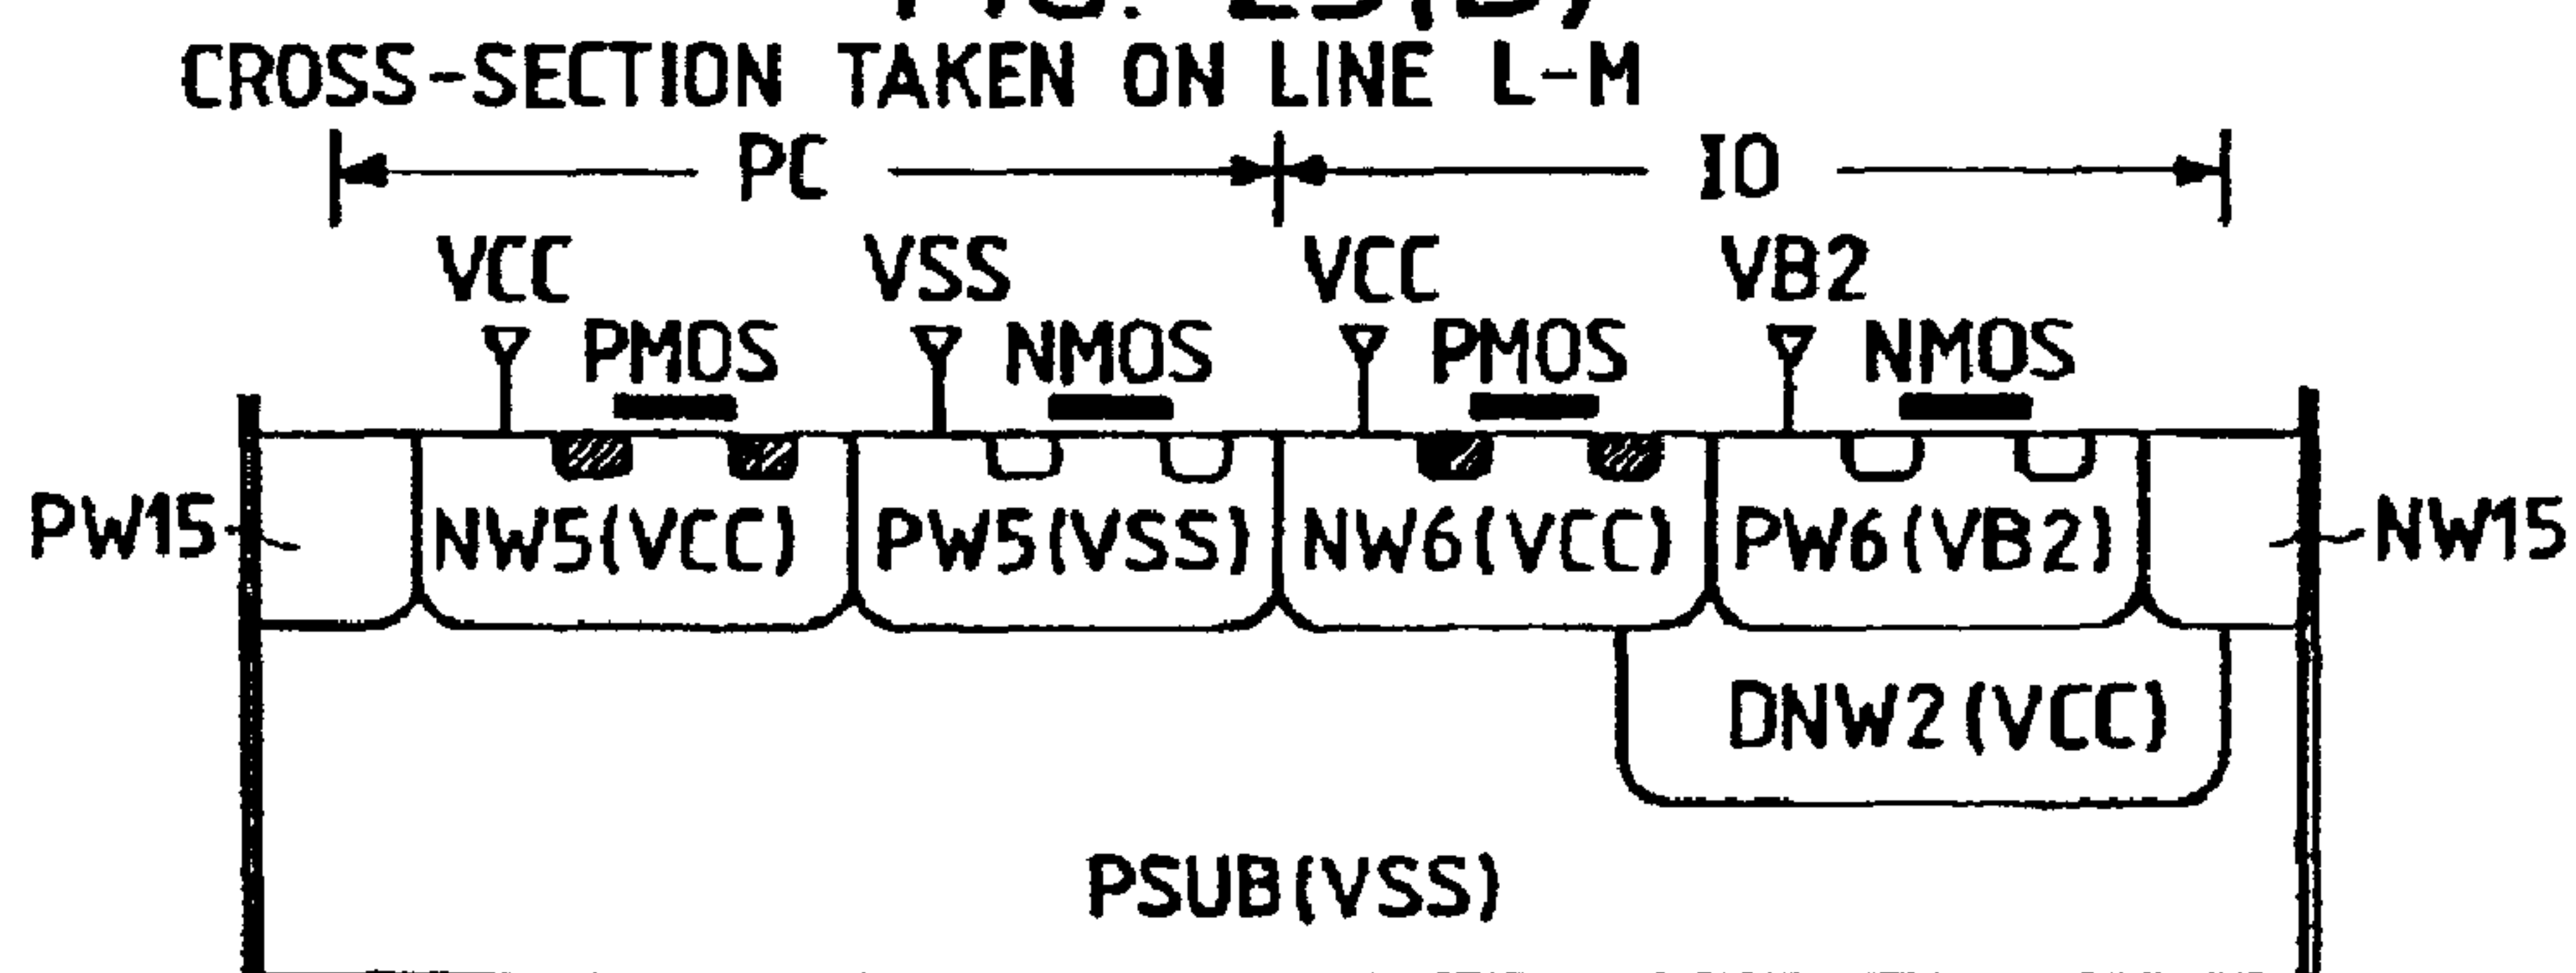 CROSS-SECTION TAKEN ON LINE L-M
PC IO
VCC VSS VCC VB2
PMOS NMOS PMOS NMOS
PW15 NW5(VCC) PW5(VSS) NW6(VCC) PW6(VB2) NW15
DNW2(VCC)
PSUB(VSS)